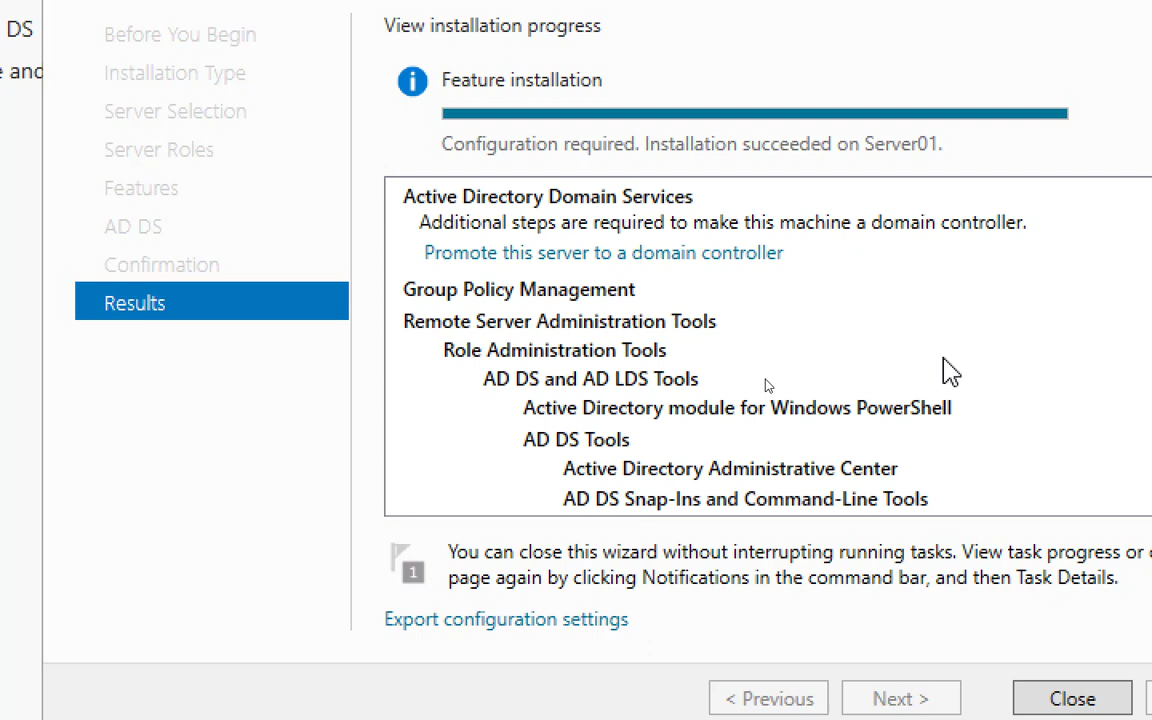 DS
and
Before You Begin
Installation Type
Server Selection
Server Roles
Features
AD DS
Confirmation
Results
View installation progress
Feature installation
Configuration required. Installation succeeded on Server01.
Active Directory Domain Services
Additional steps are required to make this machine a domain controller.
Promote this server to a domain controller
Group Policy Management
Remote Server Administration Tools
Role Administration Tools
AD DS and AD LDS Tools
Active Directory module for Windows PowerShell
AD DS Tools
Active Directory Administrative Center
AD DS Snap-Ins and Command-Line Tools
1
You can close this wizard without interrupting running tasks. View task progress or
page again by clicking Notifications in the command bar, and then Task Details.
Export configuration settings
< Previous
Next >
Close